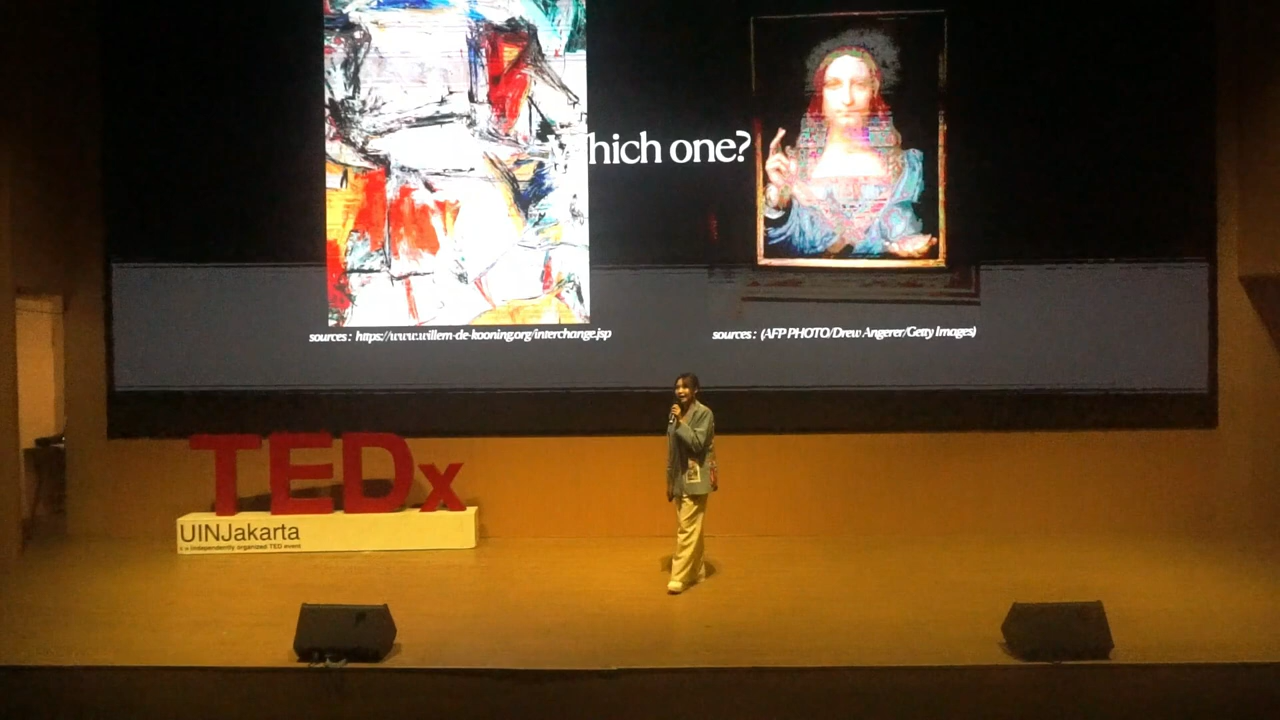 Which one?
sources : https://www.willem-de-kooning.org/interchange.jsp
sources : (AFP PHOTO/Drew Angerer/Getty Images)
TEDx
UINJakarta
x = independently organized TED event